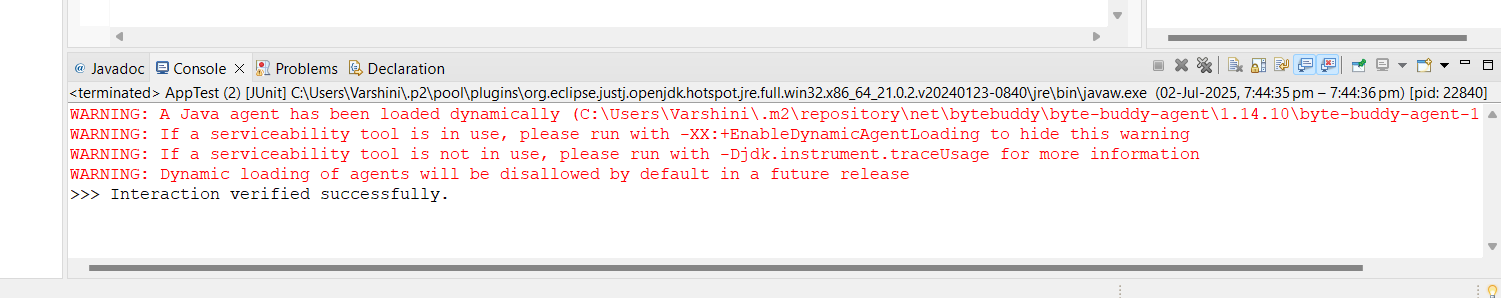 @ Javadoc Console × Problems Declaration
<terminated> AppTest (2) [JUnit] C:\Users\Varshini\.p2\pool\plugins\org.eclipse.justj.openjdk.hotspot.jre.full.win32.x86_64_21.0.2.v20240123-0840\jre\bin\javaw.exe (02-Jul-2025, 7:44:35 pm – 7:44:36 pm) [pid: 22840]
WARNING: A Java agent has been loaded dynamically (C:\Users\Varshini\.m2\repository\net\bytebuddy\byte-buddy-agent\1.14.10\byte-buddy-agent-1
WARNING: If a serviceability tool is in use, please run with -XX:+EnableDynamicAgentLoading to hide this warning
WARNING: If a serviceability tool is not in use, please run with -Djdk.instrument.traceUsage for more information
WARNING: Dynamic loading of agents will be disallowed by default in a future release
>>> Interaction verified successfully.